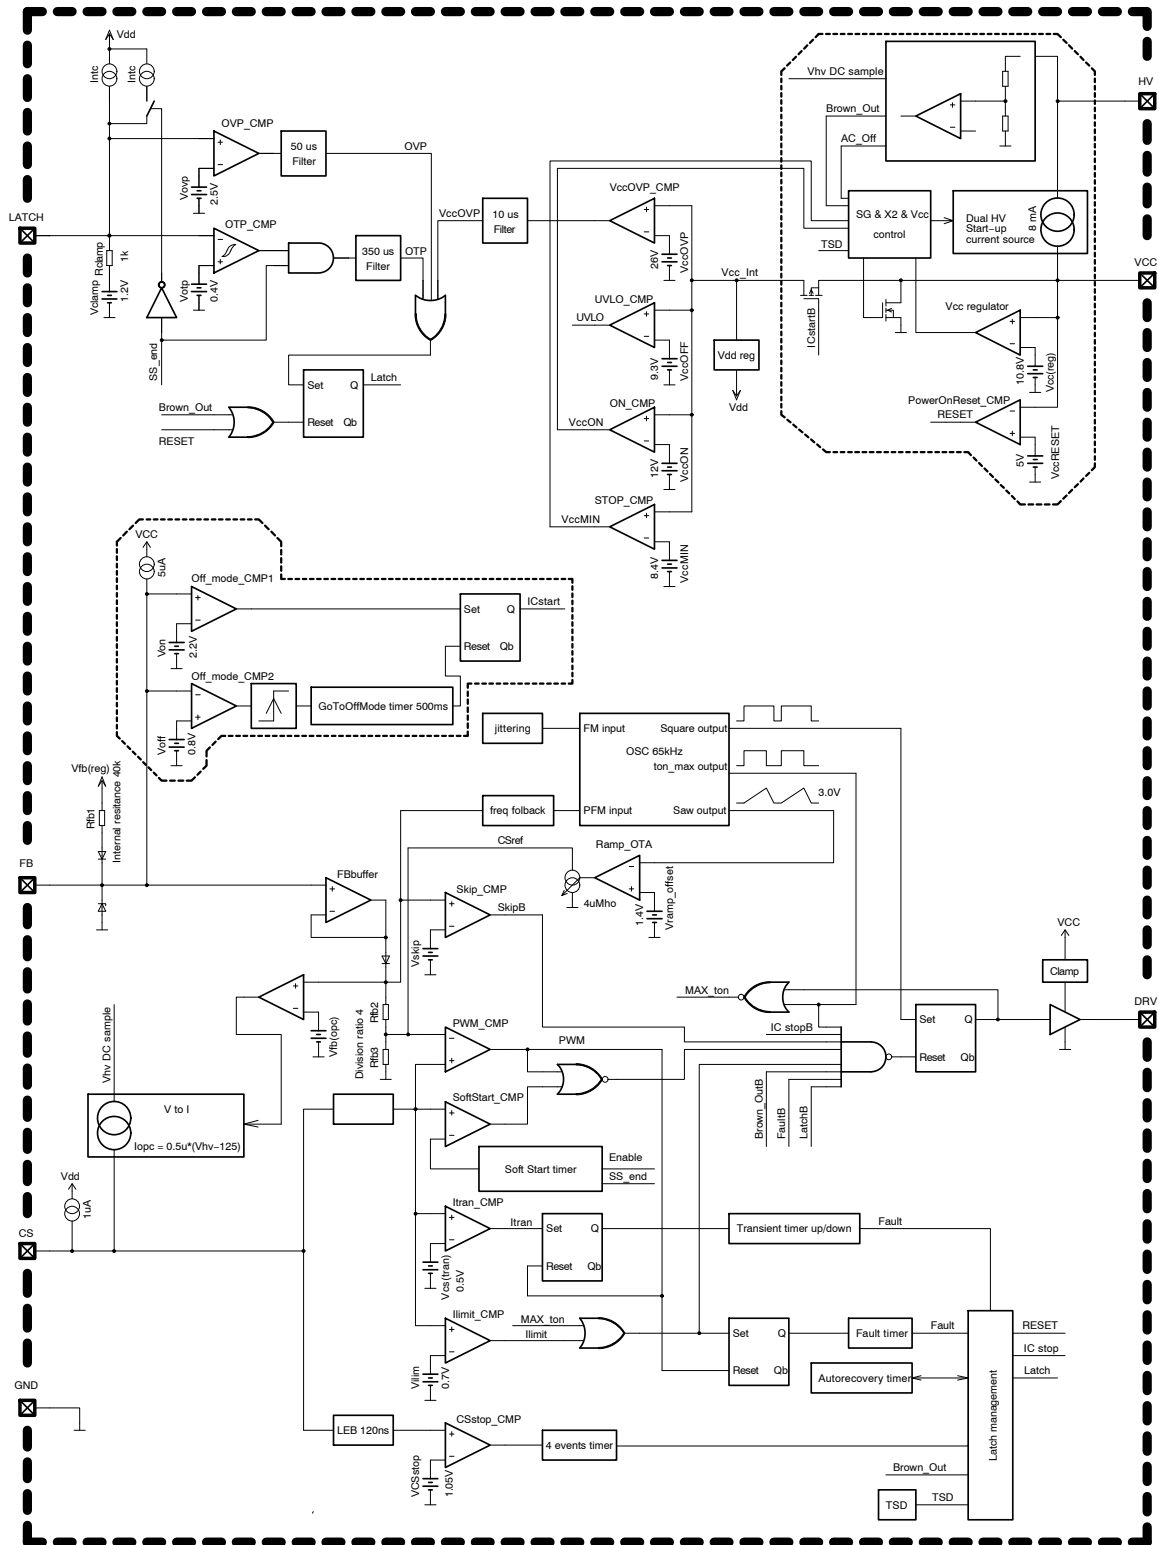 Vdd
Intc
Intc
OVP_CMP
50 us
Filter
OVP
Vovp
2.5V
LATCH
OTP_CMP
350 us
Filter
OTP
Rclamp
1k
Vclamp
1.2V
Votp
0.4V
SS_end
Set
Q
Latch
Reset
Qb
Brown_Out
RESET
VccOVP
10 us
Filter
VccOVP_CMP
26V
VccOVP
UVLO_CMP
UVLO
9.3V
VccOFF
ON_CMP
VccON
12V
VccON
STOP_CMP
VccMIN
8.4V
VccMIN
Vcc_Int
Vdd reg
Vdd
ICstartB
Vhv DC sample
Brown_Out
AC_Off
SG & X2 & Vcc
control
TSD
Dual HV
Start-up
current source
8 mA
HV
VCC
Vcc regulator
10.8V
Vcc(reg)
PowerOnReset_CMP
RESET
5V
VccRESET
VCC
5uA
Off_mode_CMP1
Von
2.2V
Set
Q
ICstart
Reset
Qb
Off_mode_CMP2
GoToOffMode timer 500ms
Voff
0.8V
Vfb(reg)
Rfb1
Internal resitance 40k
FB
jittering
FM input
Square output
OSC 65kHz
ton_max output
freq folback
PFM input
Saw output
3.0V
CSref
Ramp_OTA
4uMho
1.4V
Vramp_offset
FBbuffer
Skip_CMP
SkipB
Vskip
Vfb(opc)
Division ratio 4
Rfb2
Rfb3
PWM_CMP
PWM
SoftStart_CMP
Soft Start timer
Enable
SS_end
MAX_ton
IC stopB
Brown_OutB
FaultB
LatchB
Set
Q
Reset
Qb
VCC
Clamp
DRV
Vhv DC sample
V to I
Iopc = 0.5u*(Vhv-125)
Vdd
1uA
CS
Itran_CMP
Itran
Vcs(tran)
0.5V
Set
Q
Reset
Qb
Transient timer up/down
Fault
Ilimit_CMP
MAX_ton
Ilimit
Vilim
0.7V
Set
Q
Reset
Qb
Fault timer
Fault
Autorecovery timer
RESET
IC stop
Latch
Latch management
GND
LEB 120ns
CSstop_CMP
4 events timer
VCSstop
1.05V
Brown_Out
TSD
TSD